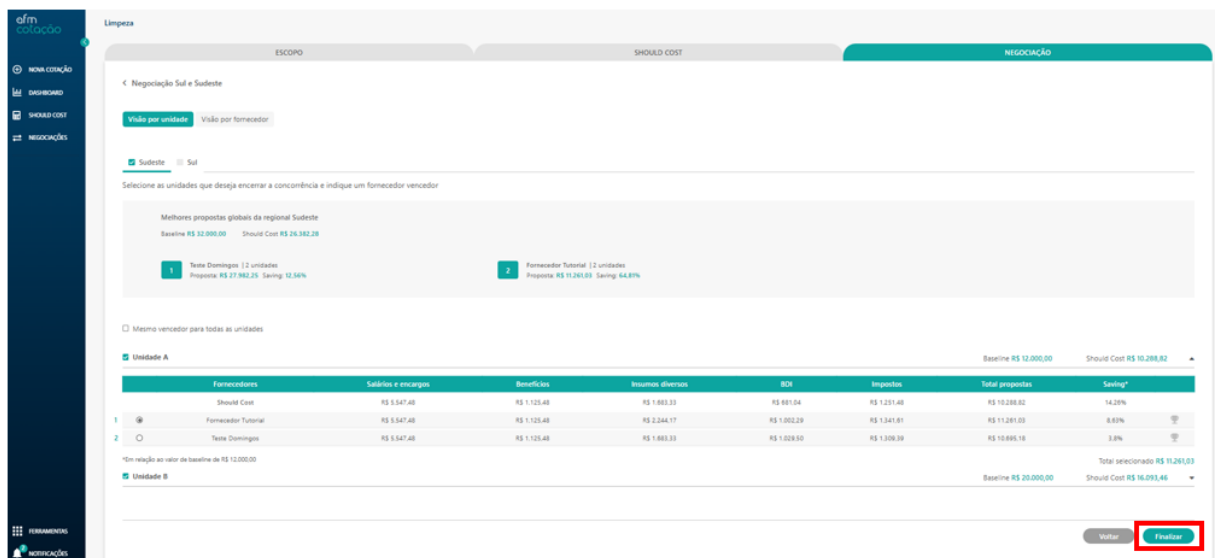 afm
cotação
Limpeza
ESCOPO SHOULD COST NEGOCIAÇÃO
NOVA COTAÇÃO
DASHBOARD
SHOULD COST
NEGOCIAÇÕES
< Negociação Sul e Sudeste
Visão por unidade Visão por fornecedor
Sudeste Sul
Selecione as unidades que deseja encerrar a concorrência e indique um fornecedor vencedor
Melhores propostas globais da regional Sudeste
Baseline R$ 32.000,00 Should Cost R$ 26.382,28
1 Teste Domingos | 2 unidades
Proposta: R$ 27.982,25 Saving: 12,56%
2 Fornecedor Tutorial | 2 unidades
Proposta: R$ 11.261,03 Saving: 64,81%
Mesmo vencedor para todas as unidades
Unidade A Baseline R$ 12.000,00 Should Cost R$ 10.288,82
Fornecedores Salários e encargos Benefícios Insumos diversos BDI Impostos Total propostas Saving*
Should Cost R$ 5.547,48 R$ 1.125,48 R$ 1.683,33 R$ 681,04 R$ 1.251,48 R$ 10.288,82 14,26%
1 Fornecedor Tutorial R$ 5.547,48 R$ 1.125,48 R$ 2.244,17 R$ 1.002,29 R$ 1.341,61 R$ 11.261,03
2 Teste Domingos R$ 5.547,48 R$ 1.125,48 R$ 1.683,33 R$ 1.029,50 R$ 1.309,39 R$ 10.695,18 3,8%
*Em relação ao valor de baseline de R$ 12.000,00
Total selecionado R$ 11.261,03
Unidade B Baseline R$ 20.000,00 Should Cost R$ 16.093,46
Voltar Finalizar
FERRAMENTAS
NOTIFICAÇÕES